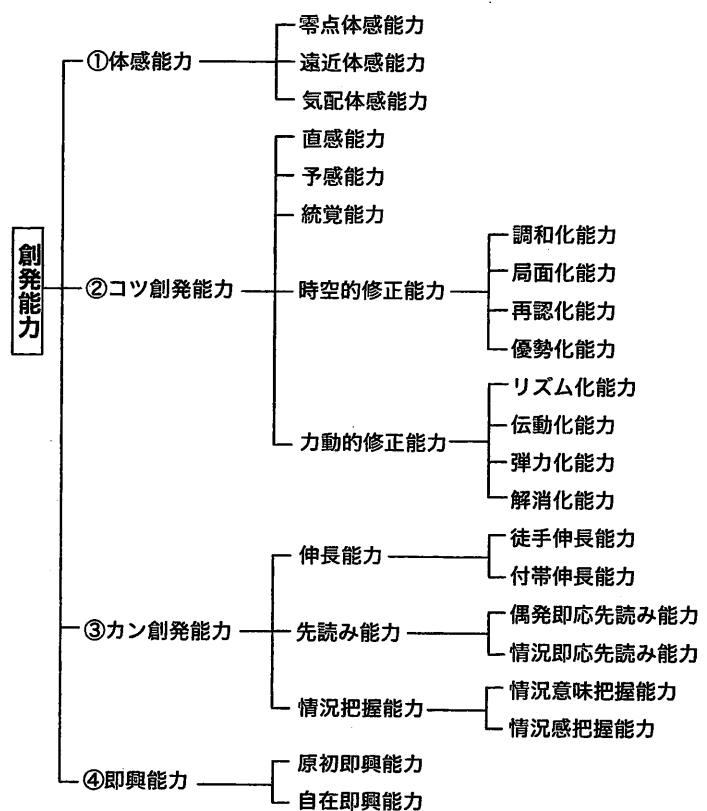 創発能力
①体感能力
零点体感能力
遠近体感能力
気配体感能力
②コツ創発能力
直感能力
予感能力
統覚能力
時空的修正能力
調和化能力
局面化能力
再認化能力
優勢化能力
力動的修正能力
リズム化能力
伝動化能力
弾力化能力
解消化能力
③カン創発能力
伸長能力
徒手伸長能力
付帯伸長能力
先読み能力
偶発即応先読み能力
情況即応先読み能力
情況把握能力
情況意味把握能力
情況感把握能力
④即興能力
原初即興能力
自在即興能力